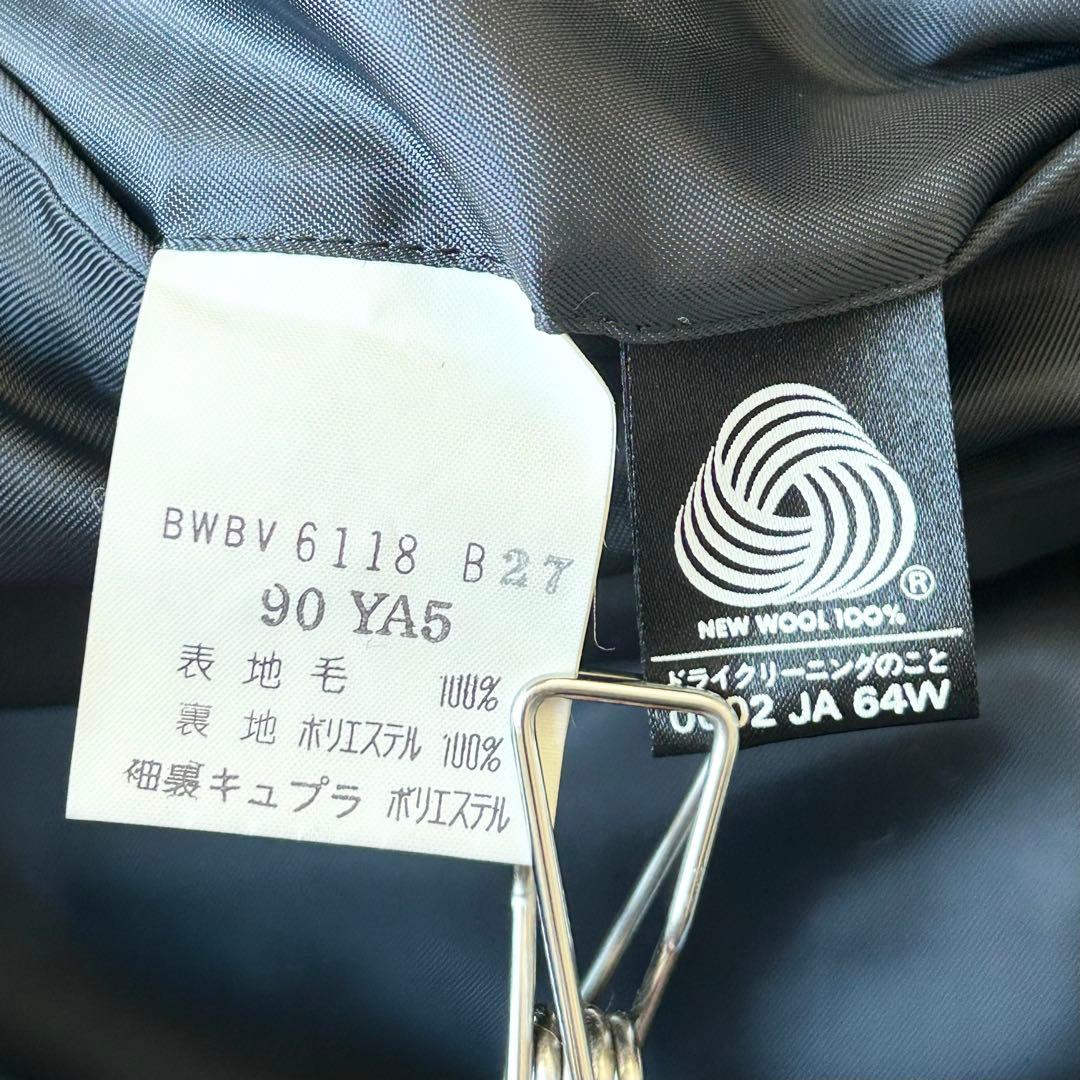 BWBV 6118 B27
90 YA5
表地毛 100%
裏地 ポリエステル 100%
袖裏キュプラ ポリエステル
®
NEW WOOL 100%
ドライクリーニングのこと
JA 64W